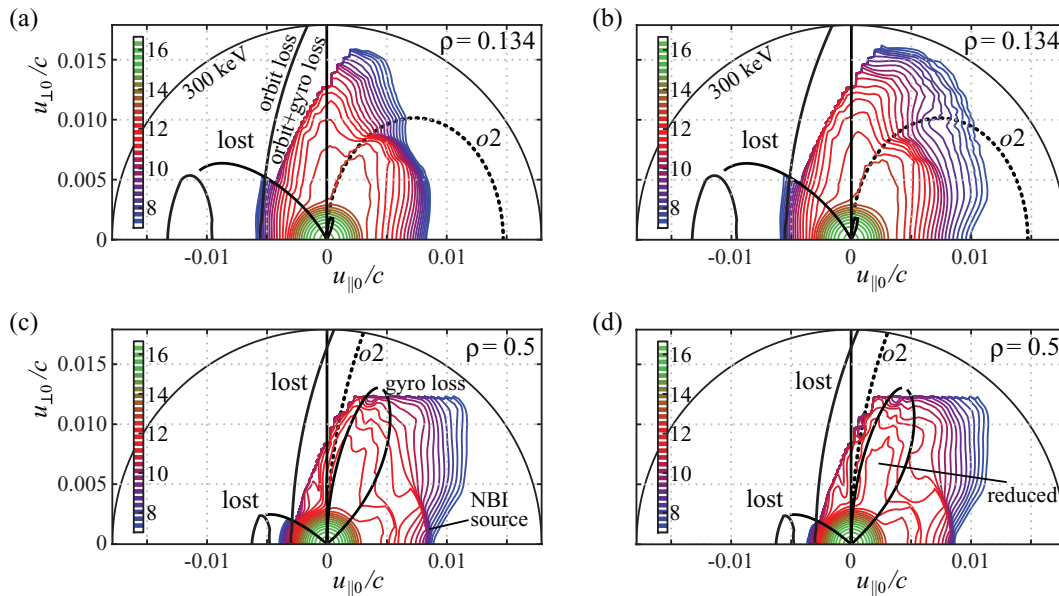 (a)
ρ = 0.134
300 keV
orbit loss
orbit+gyro loss
lost
o2
16
14
12
10
8
0.015
0.010
0.005
0
u⊥0/c
-0.01
0
0.01
u||0/c
(b)
ρ = 0.134
300 keV
lost
o2
16
14
12
10
8
-0.01
0
0.01
u||0/c
(c)
ρ = 0.5
o2
lost
gyro loss
lost
NBI
source
16
14
12
10
8
0.015
0.010
0.005
0
u⊥0/c
-0.01
0
0.01
u||0/c
(d)
ρ = 0.5
o2
lost
lost
reduced
16
14
12
10
8
-0.01
0
0.01
u||0/c